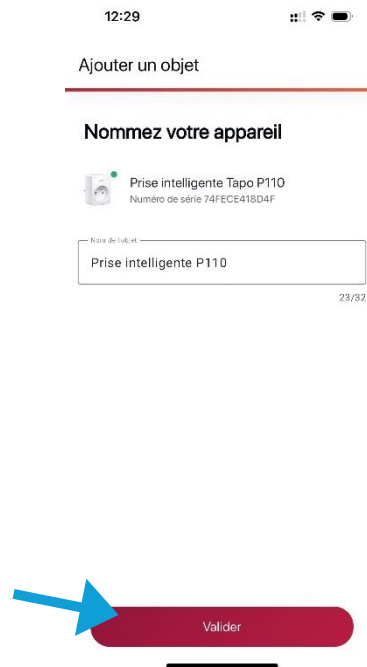 12:29
Ajouter un objet
Nommez votre appareil
Prise intelligente Tapo P110
Numéro de série 74FECE418D4F
Nom de l'objet
Prise intelligente P110
23/32
Valider